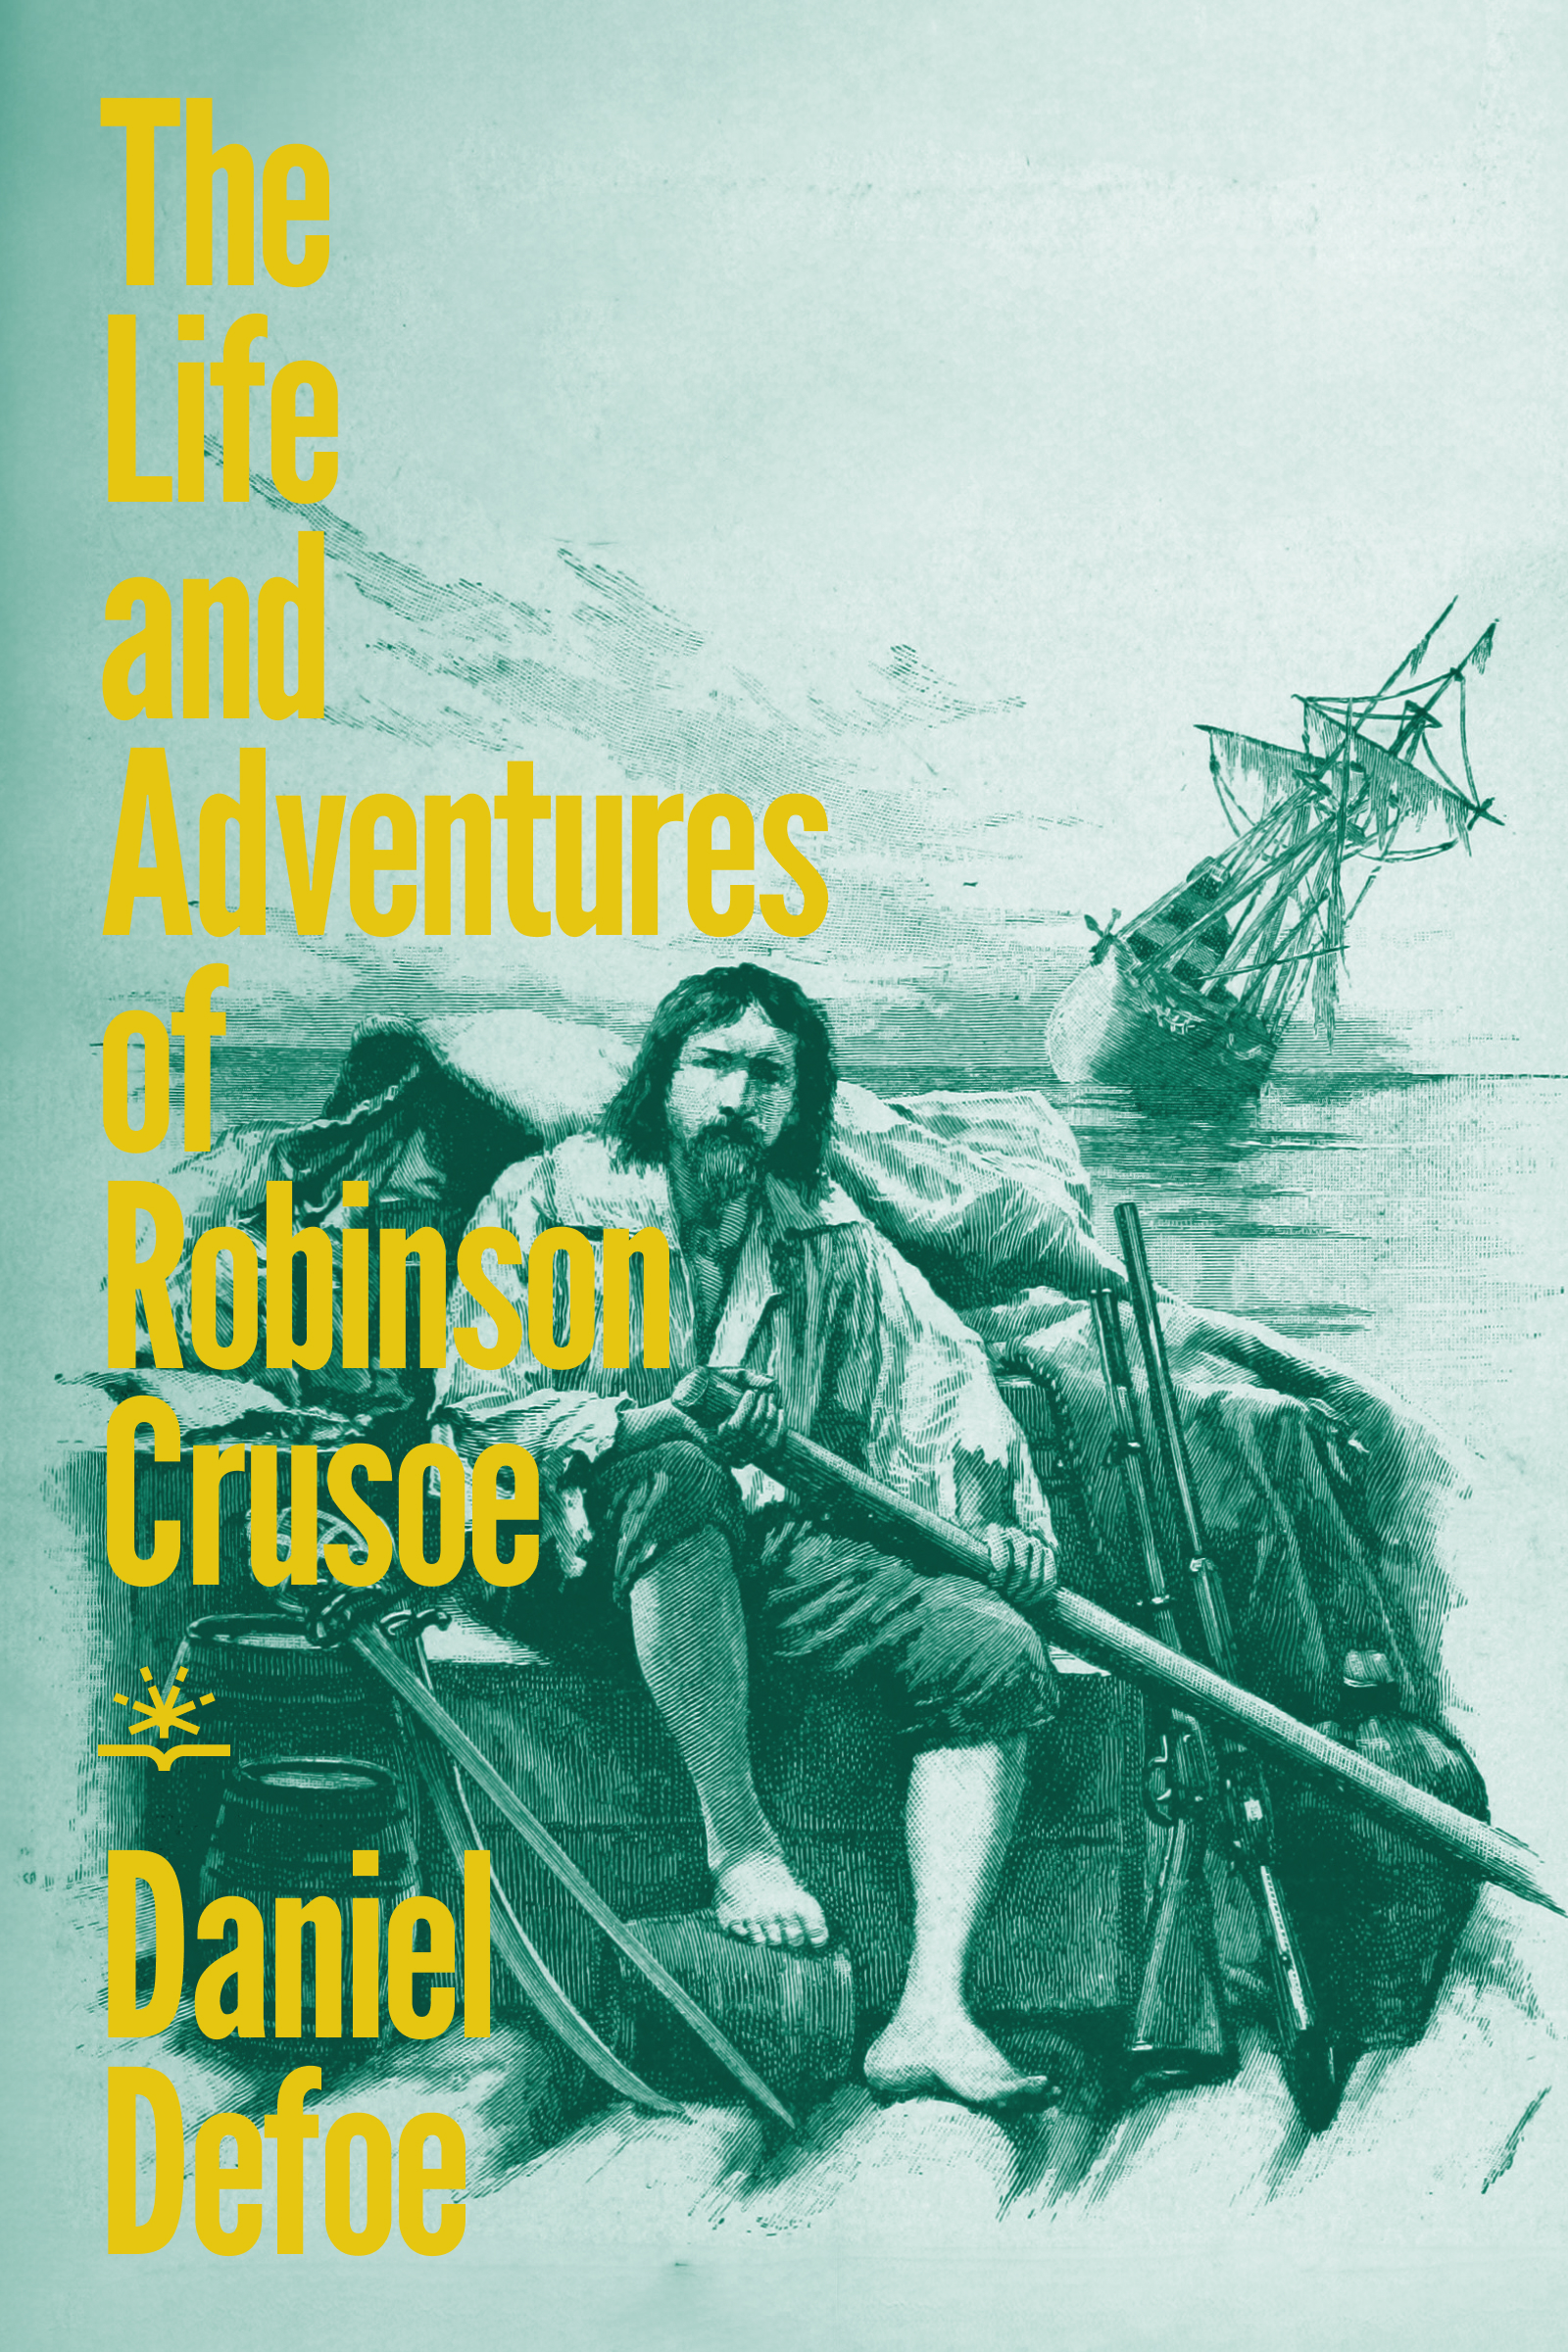 The
Life
and
Adventures
of
Robinson
Crusoe
Daniel
Defoe